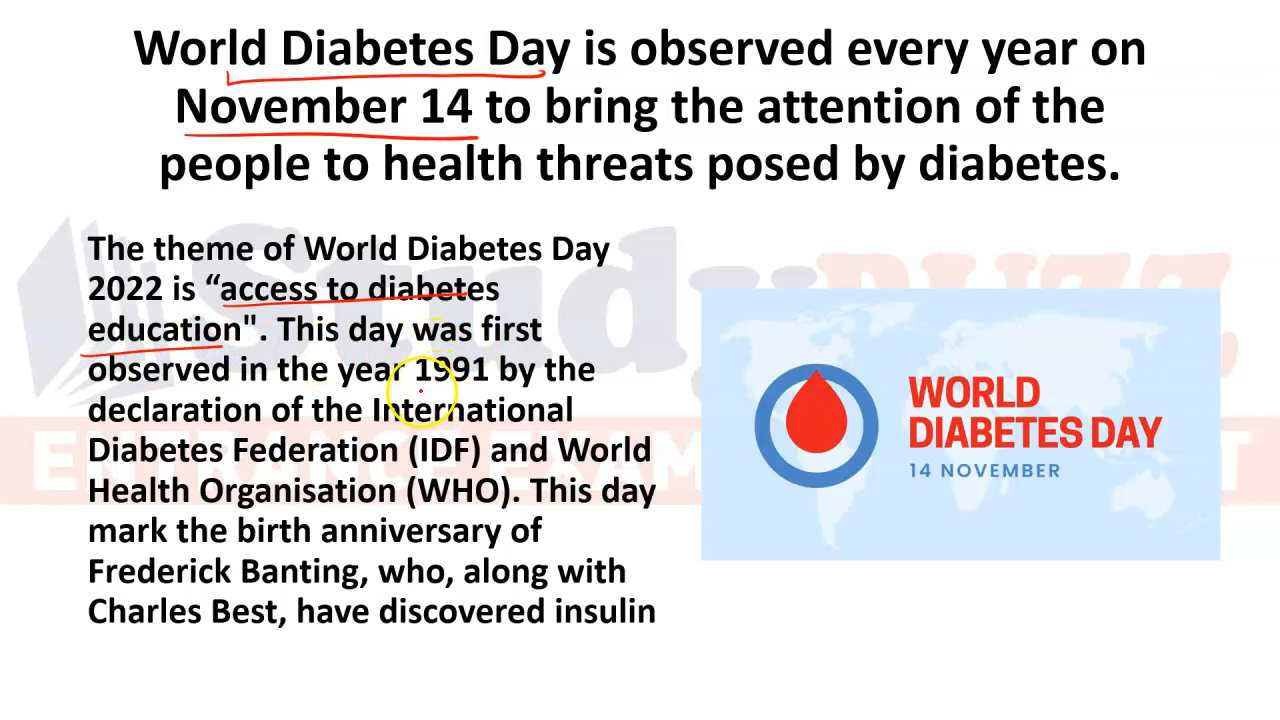 World Diabetes Day is observed every year on
November 14 to bring the attention of the
people to health threats posed by diabetes.
The theme of World Diabetes Day
2022 is “access to diabetes
education". This day was first
observed in the year 1991 by the
declaration of the International
Diabetes Federation (IDF) and World
Health Organisation (WHO). This day
mark the birth anniversary of
Frederick Banting, who, along with
Charles Best, have discovered insulin
WORLD
DIABETES DAY
14 NOVEMBER